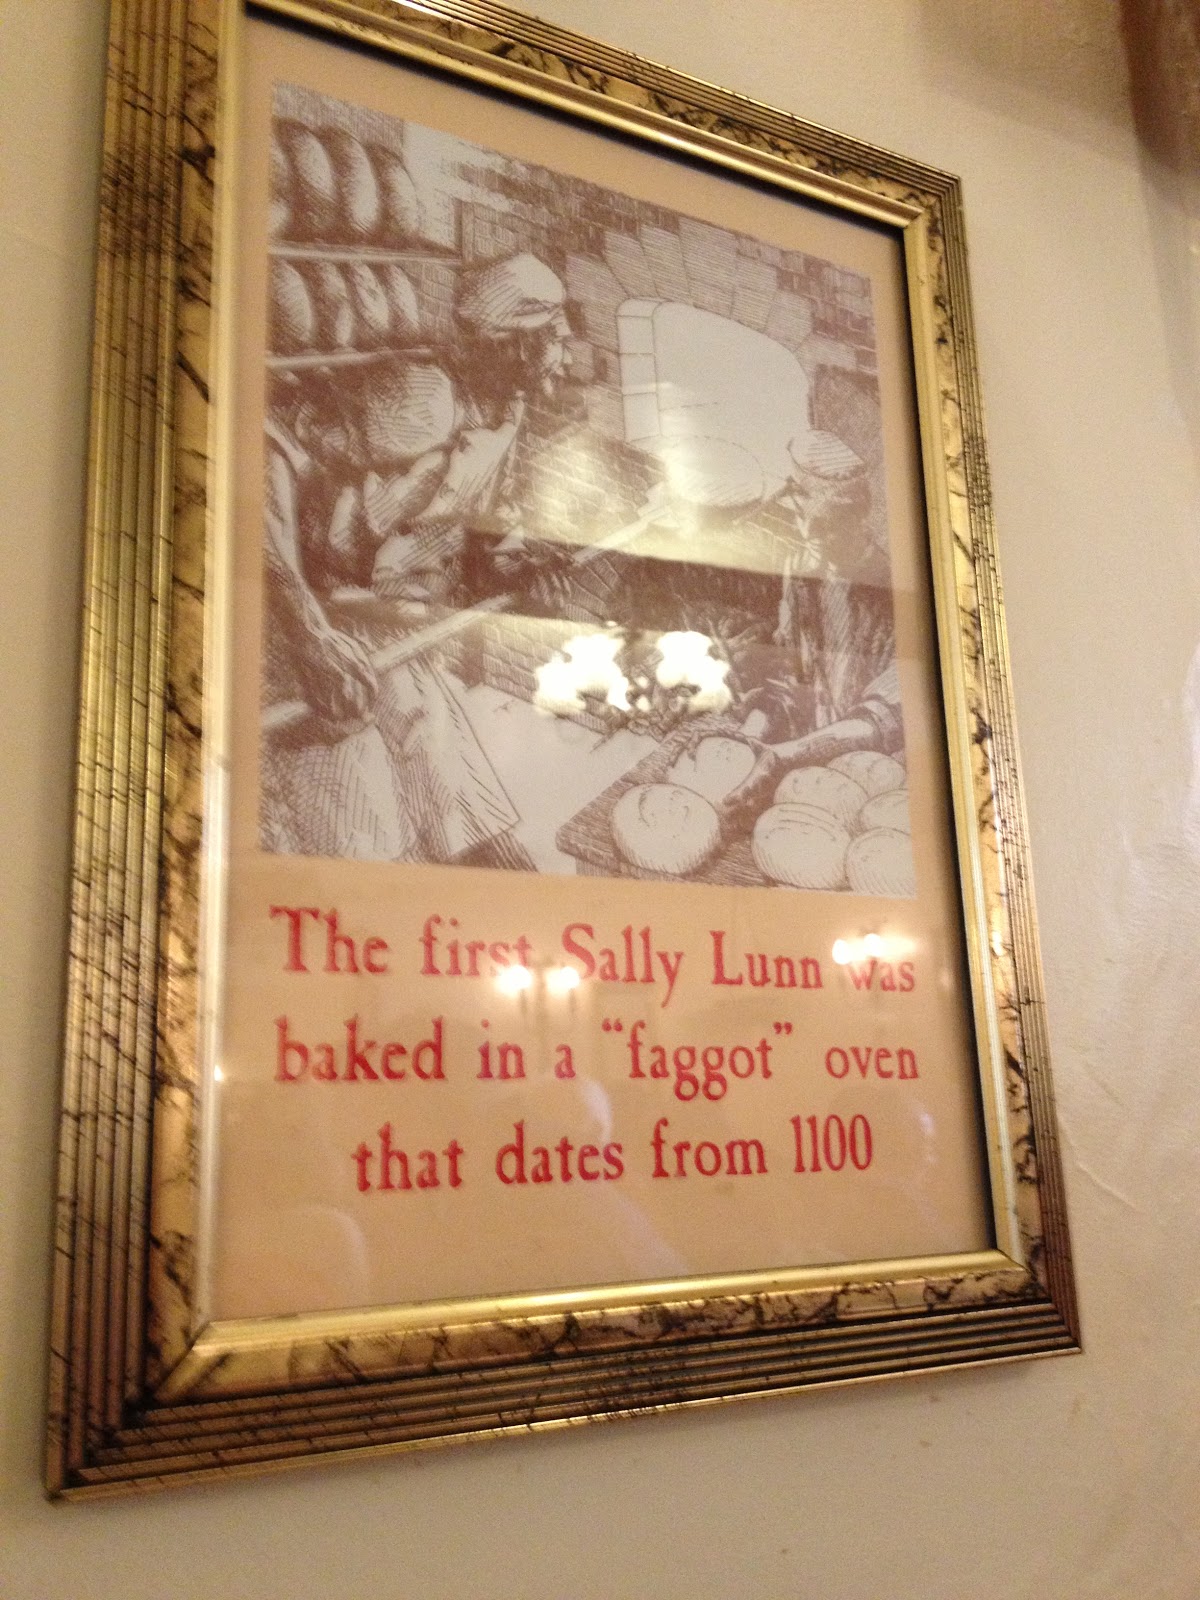 The first Sally Lunn was
baked in a “faggot” oven
that dates from 1100